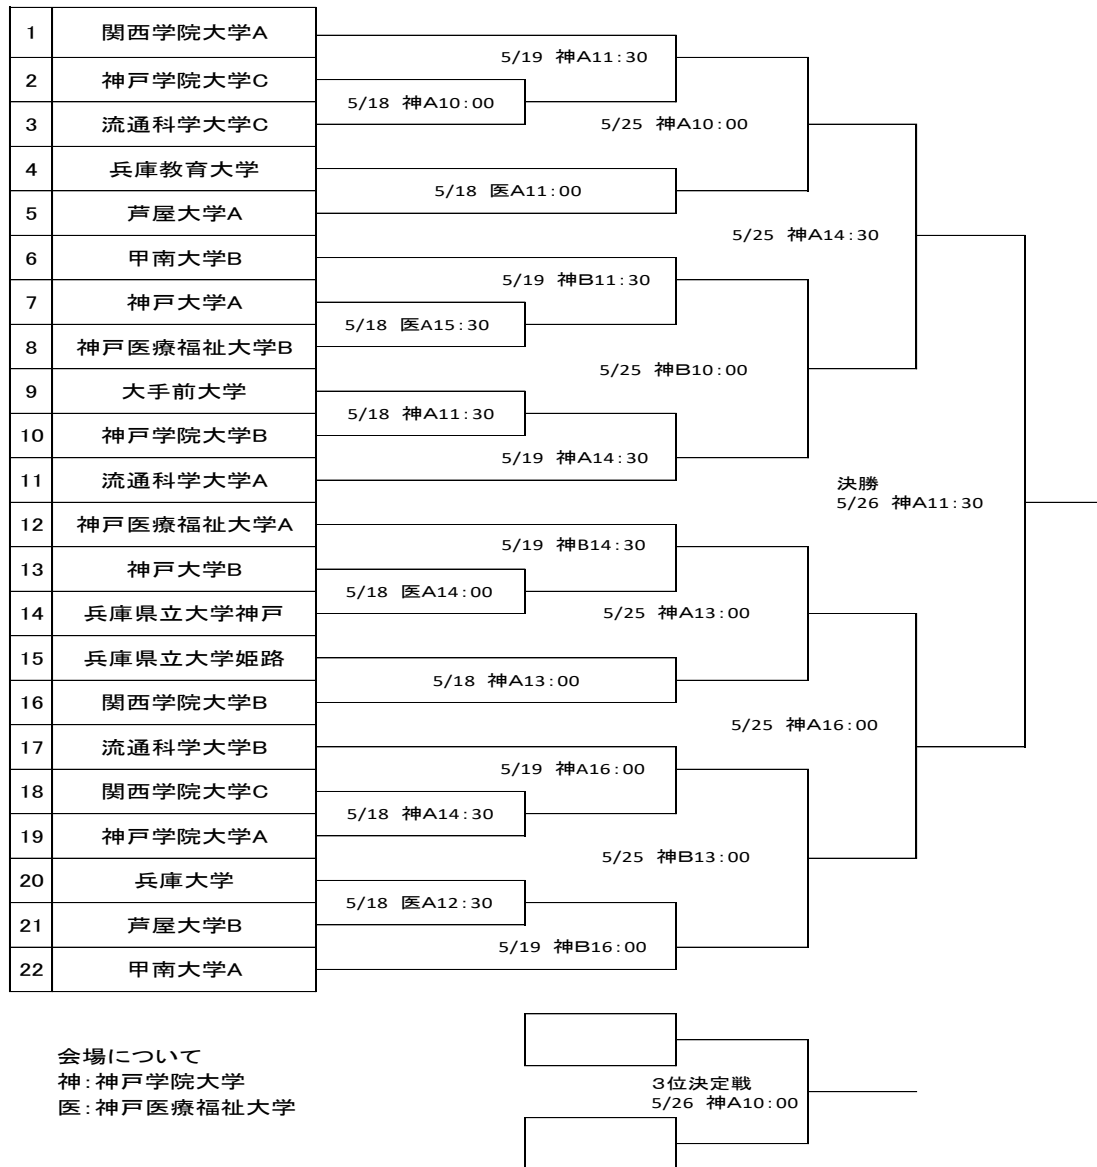 1 関西学院大学A
5/19 神A11:30
2 神戸学院大学C
5/18 神A10:00
3 流通科学大学C
5/25 神A10:00
4 兵庫教育大学
5/18 医A11:00
5 芦屋大学A
5/25 神A14:30
6 甲南大学B
5/19 神B11:30
7 神戸大学A
5/18 医A15:30
8 神戸医療福祉大学B
5/25 神B10:00
9 大手前大学
5/18 神A11:30
10 神戸学院大学B
5/19 神A14:30
11 流通科学大学A
決勝
5/26 神A11:30
12 神戸医療福祉大学A
5/19 神B14:30
13 神戸大学B
5/18 医A14:00
14 兵庫県立大学神戸
5/25 神A13:00
15 兵庫県立大学姫路
5/18 神A13:00
16 関西学院大学B
5/25 神A16:00
17 流通科学大学B
5/19 神A16:00
18 関西学院大学C
5/18 神A14:30
19 神戸学院大学A
5/25 神B13:00
20 兵庫大学
5/18 医A12:30
21 芦屋大学B
5/19 神B16:00
22 甲南大学A
会場について
神:神戸学院大学
医:神戸医療福祉大学
3位決定戦
5/26 神A10:00